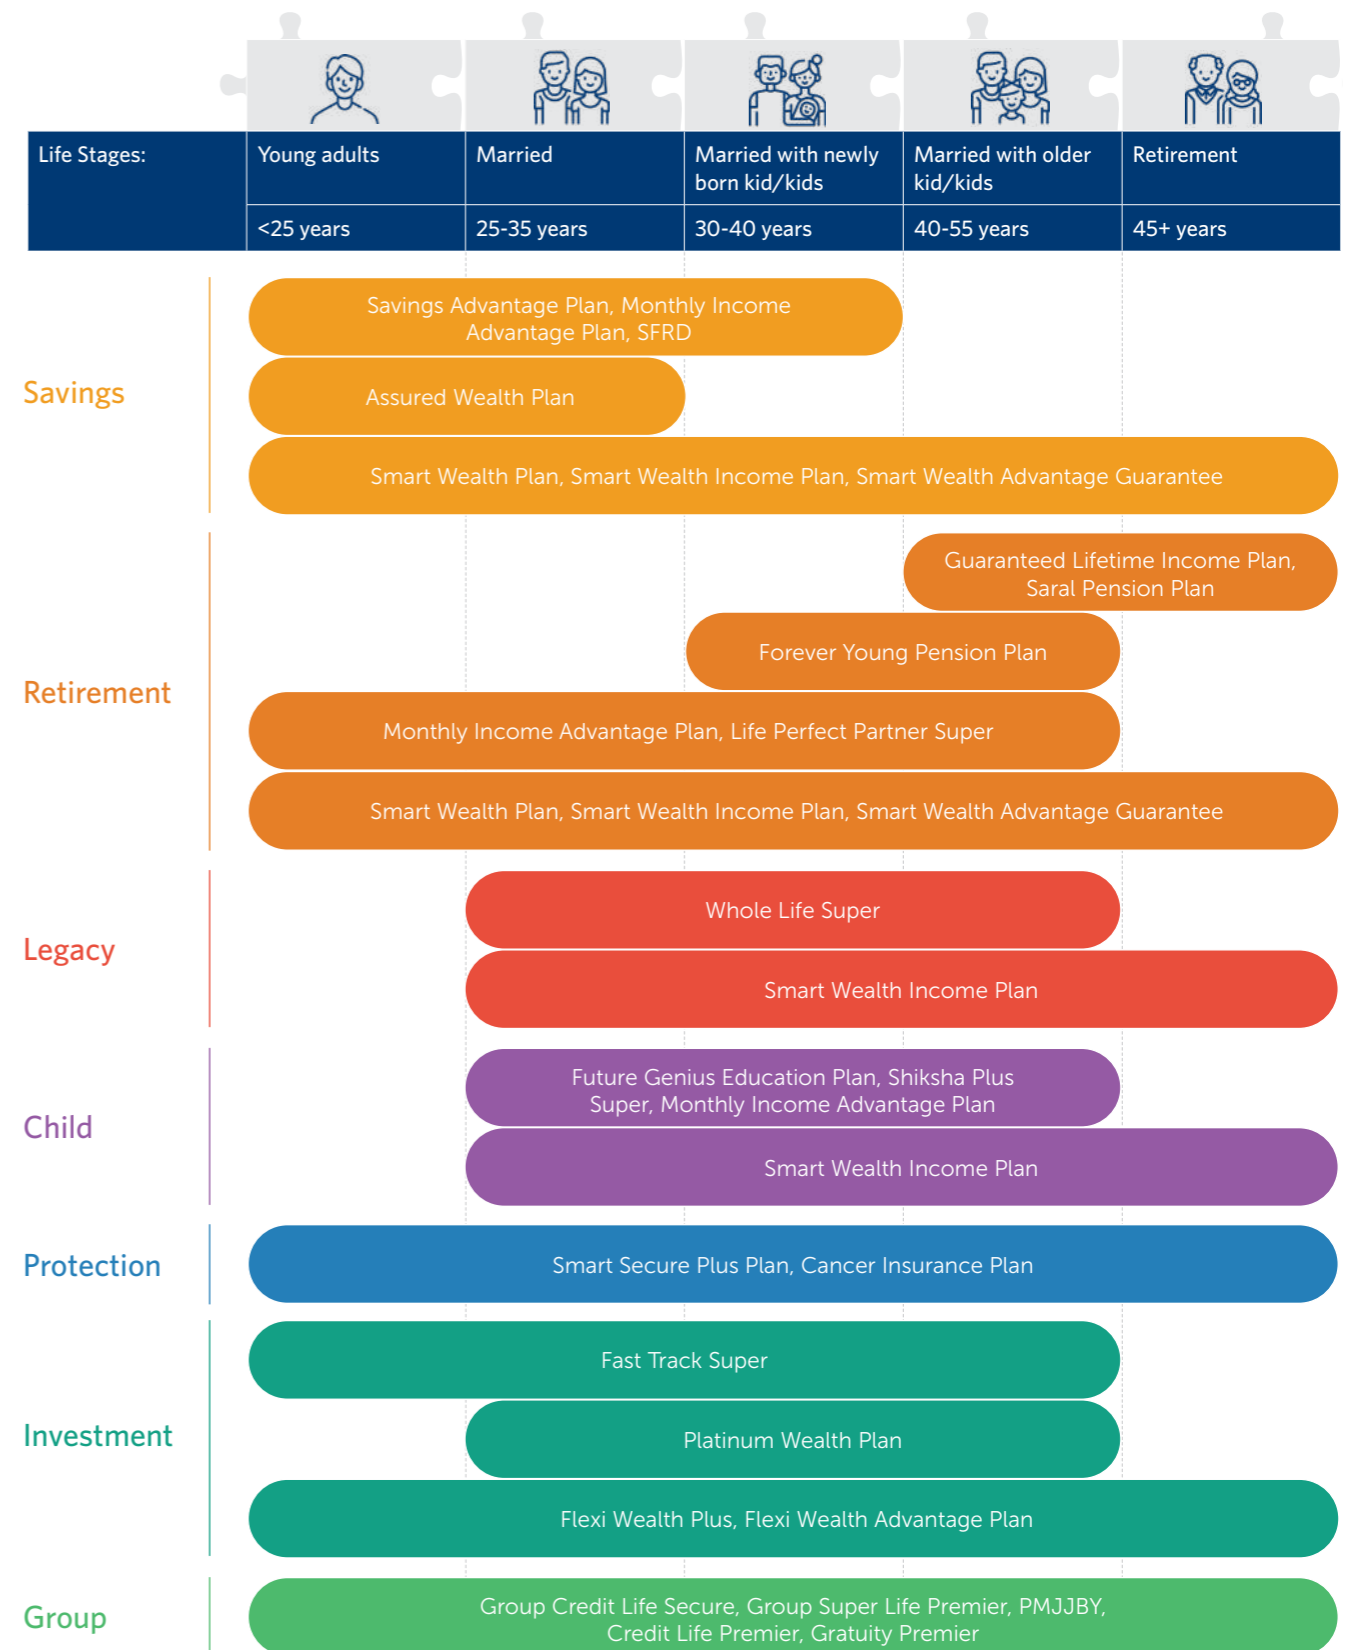 Life Stages:
Young adults
Married
Married with newly
born kid/kids
Married with older
kid/kids
Retirement
<25 years
25-35 years
30-40 years
40-55 years
45+ years
Savings
Savings Advantage Plan, Monthly Income
Advantage Plan, SFRD
Assured Wealth Plan
Smart Wealth Plan, Smart Wealth Income Plan, Smart Wealth Advantage Guarantee
Retirement
Guaranteed Lifetime Income Plan,
Saral Pension Plan
Forever Young Pension Plan
Monthly Income Advantage Plan, Life Perfect Partner Super
Smart Wealth Plan, Smart Wealth Income Plan, Smart Wealth Advantage Guarantee
Legacy
Whole Life Super
Smart Wealth Income Plan
Child
Future Genius Education Plan, Shiksha Plus
Super, Monthly Income Advantage Plan
Smart Wealth Income Plan
Protection
Smart Secure Plus Plan, Cancer Insurance Plan
Investment
Fast Track Super
Platinum Wealth Plan
Flexi Wealth Plus, Flexi Wealth Advantage Plan
Group
Group Credit Life Secure, Group Super Life Premier, PMJJBY,
Credit Life Premier, Gratuity Premier